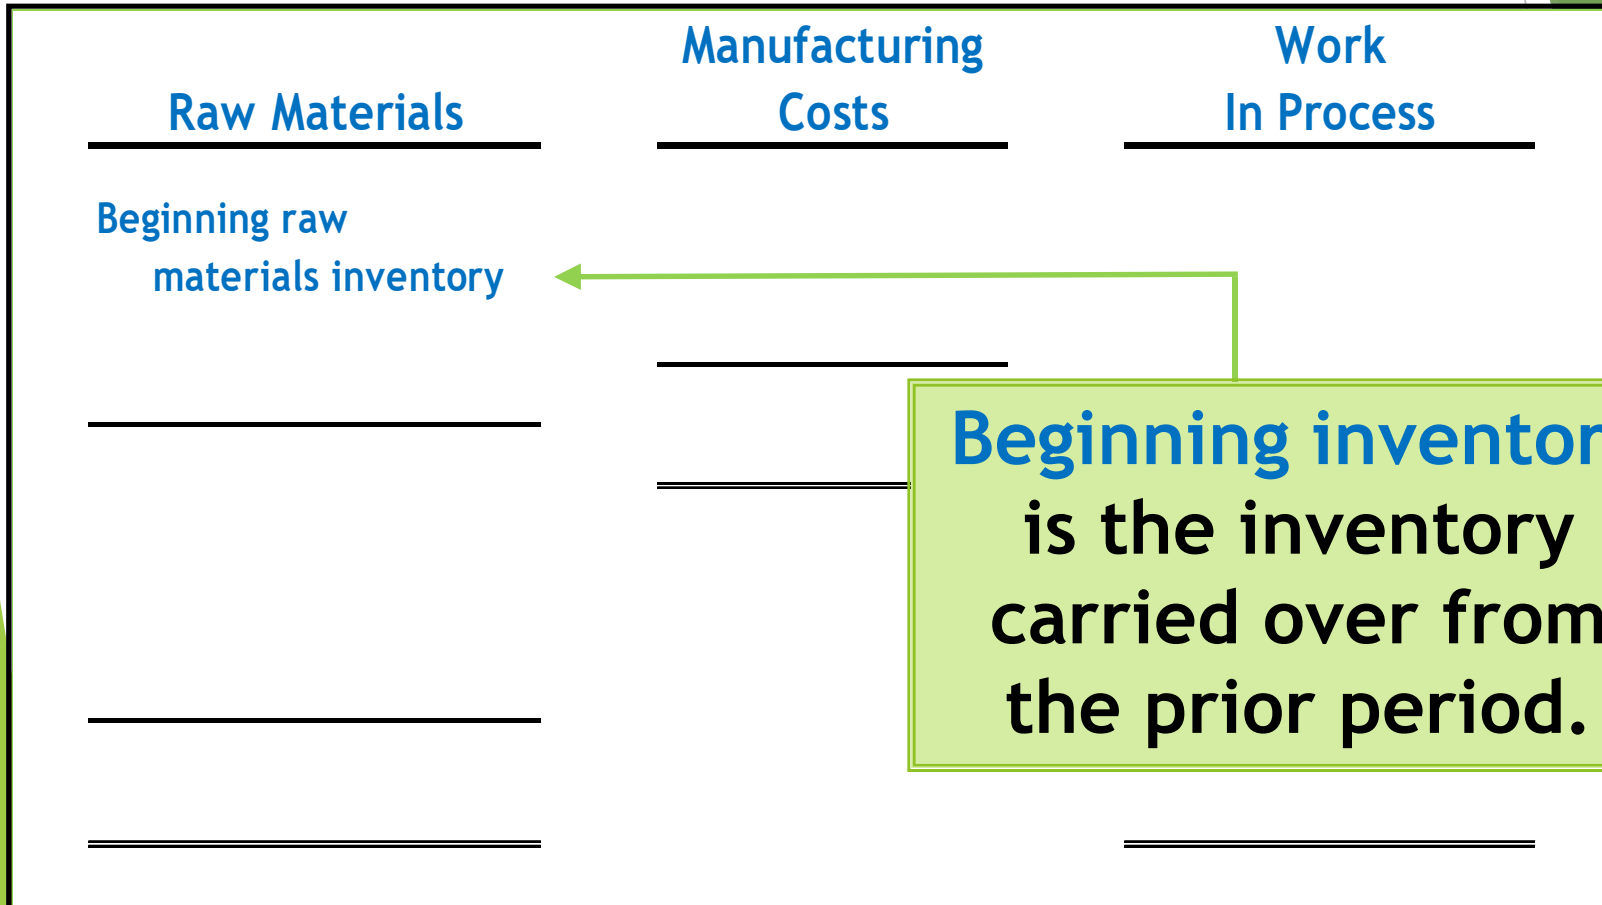 Manufacturing
Costs
Work
In Process
Raw Materials
Beginning raw
materials inventory
Beginning inventor
is the inventory
carried over from
the prior period.